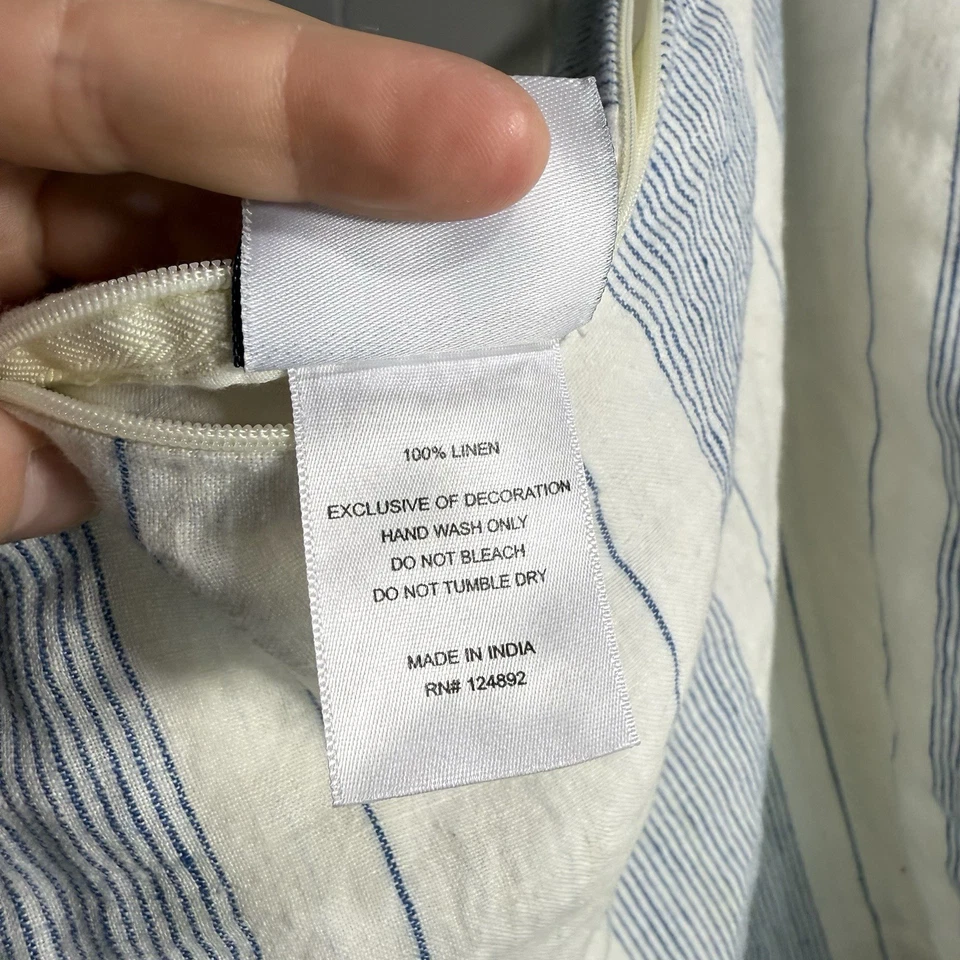 100% LINEN
EXCLUSIVE OF DECORATION
HAND WASH ONLY
DO NOT BLEACH
DO NOT TUMBLE DRY
MADE IN INDIA
RN# 124892